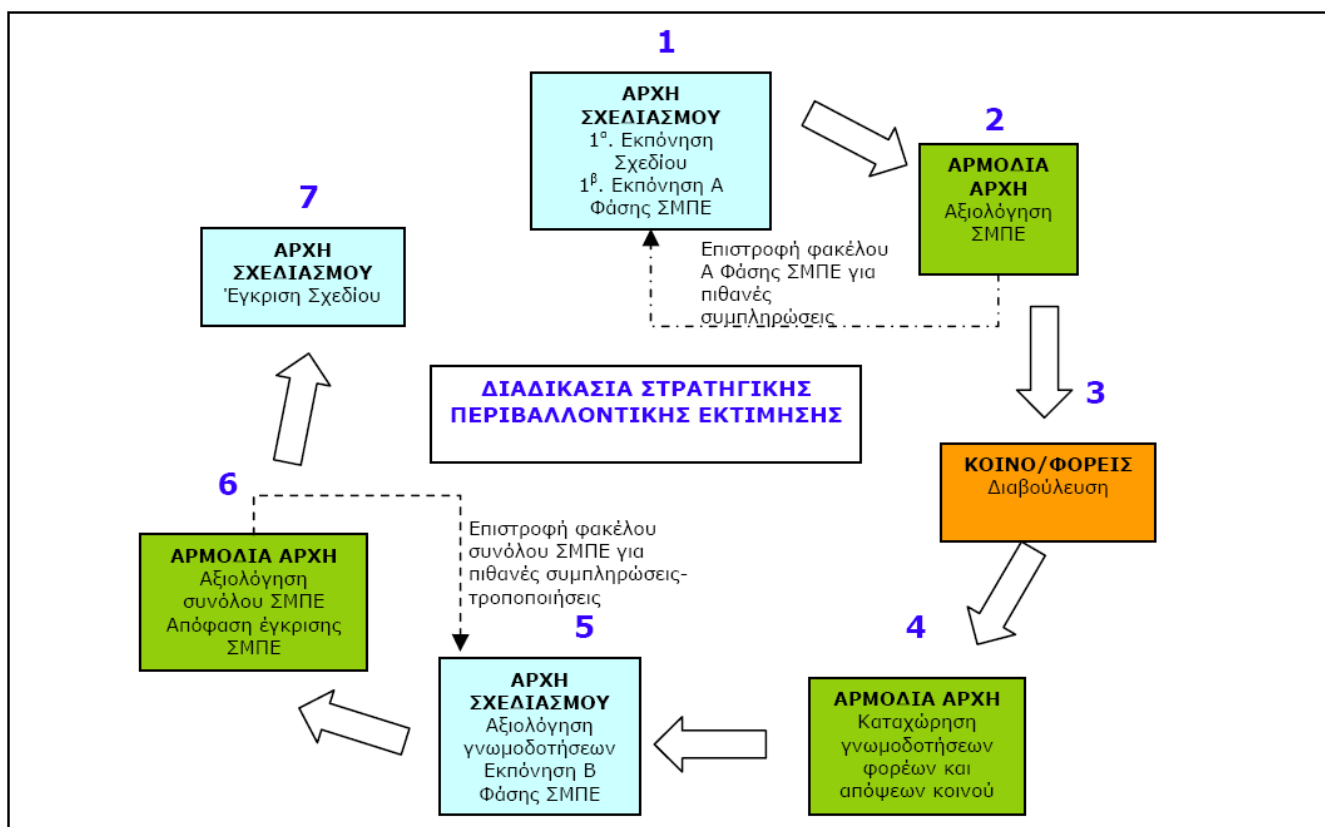 1
ΑΡΧΗ
ΣΧΕΔΙΑΣΜΟΥ
1α. Εκπόνηση
Σχεδίου
1β. Εκπόνηση Α
Φάσης ΣΜΠΕ
2
ΑΡΜΟΔΙΑ
ΑΡΧΗ
Αξιολόγηση
ΣΜΠΕ
Επιστροφή φακέλου
Α Φάσης ΣΜΠΕ για
πιθανές
συμπληρώσεις
7
ΑΡΧΗ
ΣΧΕΔΙΑΣΜΟΥ
Έγκριση Σχεδίου
ΔΙΑΔΙΚΑΣΙΑ ΣΤΡΑΤΗΓΙΚΗΣ
ΠΕΡΙΒΑΛΛΟΝΤΙΚΗΣ ΕΚΤΙΜΗΣΗΣ
3
ΚΟΙΝΟ/ΦΟΡΕΙΣ
Διαβούλευση
4
ΑΡΜΟΔΙΑ ΑΡΧΗ
Καταχώρηση
γνωμοδοτήσεων
φορέων και
απόψεων κοινού
5
ΑΡΧΗ
ΣΧΕΔΙΑΣΜΟΥ
Αξιολόγηση
γνωμοδοτήσεων
Εκπόνηση Β
Φάσης ΣΜΠΕ
Επιστροφή φακέλου
συνόλου ΣΜΠΕ για
πιθανές συμπληρώσεις-
τροποποιήσεις
6
ΑΡΜΟΔΙΑ ΑΡΧΗ
Αξιολόγηση
συνόλου ΣΜΠΕ
Απόφαση έγκρισης
ΣΜΠΕ